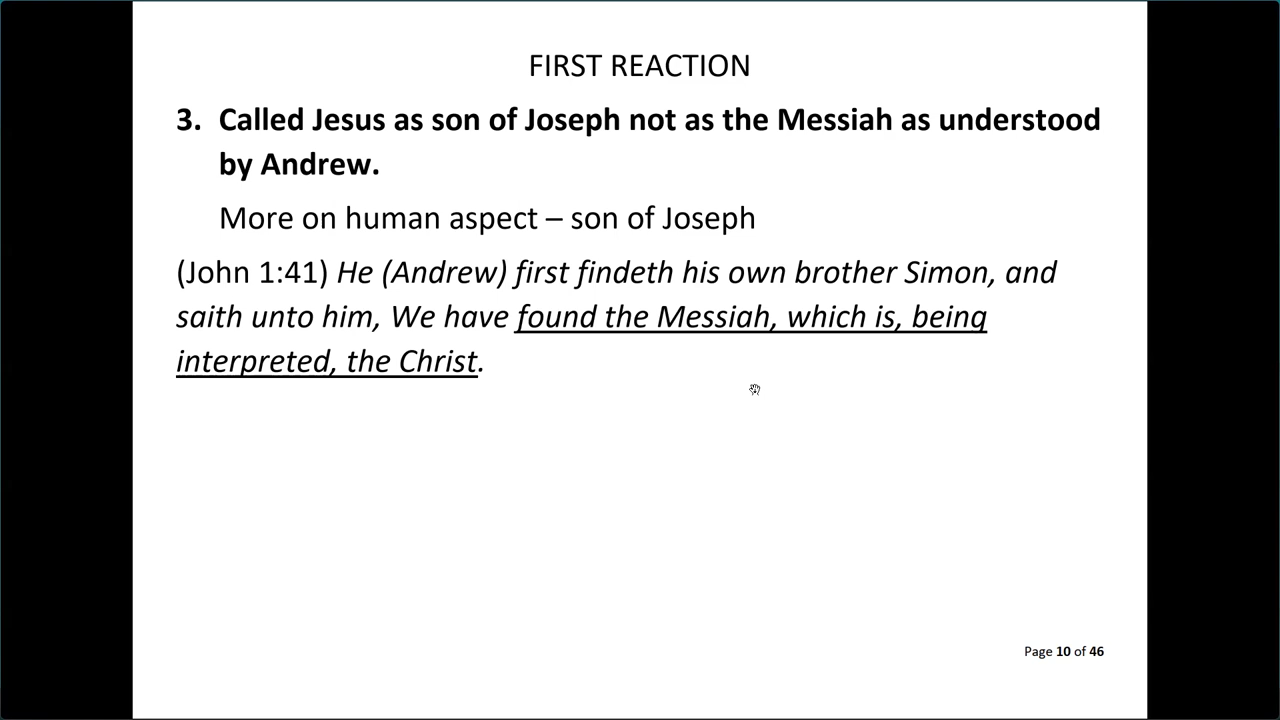 FIRST REACTION
3. Called Jesus as son of Joseph not as the Messiah as understood
by Andrew.
More on human aspect – son of Joseph
(John 1:41) He (Andrew) first findeth his own brother Simon, and
saith unto him, We have found the Messiah, which is, being
interpreted, the Christ.
Page 10 of 46